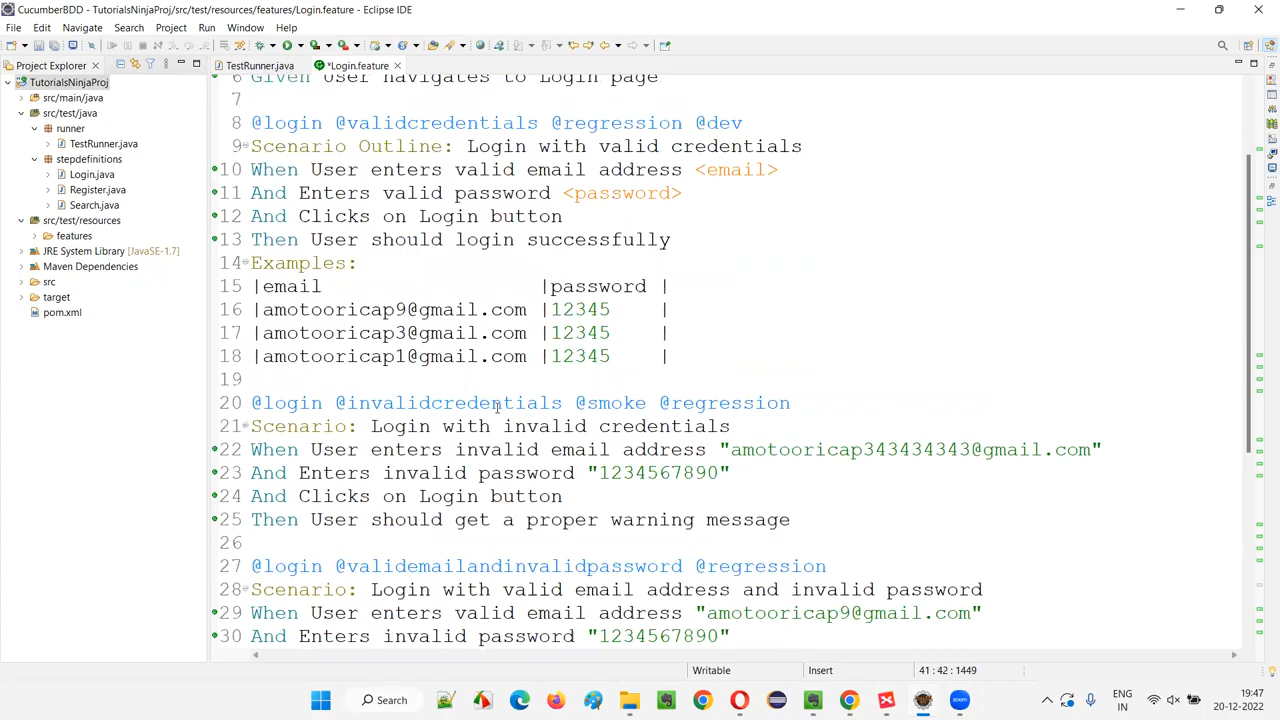 CucumberBDD - TutorialsNinjaProj/src/test/resources/features/Login.feature - Eclipse IDE
File Edit Navigate Search Project Run Window Help
Project Explorer
TestRunner.java
*Login.feature
TutorialsNinjaProj
src/main/java
src/test/java
runner
TestRunner.java
stepdefinitions
Login.java
Register.java
Search.java
src/test/resources
features
JRE System Library [JavaSE-1.7]
Maven Dependencies
src
target
pom.xml
6 Given User navigates to Login page
7
8 @login @validcredentials @regression @dev
9 Scenario Outline: Login with valid credentials
10 When User enters valid email address <email>
11 And Enters valid password <password>
12 And Clicks on Login button
13 Then User should login successfully
14 Examples:
15 |email |password |
16 |amotooricap9@gmail.com |12345 |
17 |amotooricap3@gmail.com |12345 |
18 |amotooricap1@gmail.com |12345 |
19
20 @login @invalidcredentials @smoke @regression
21 Scenario: Login with invalid credentials
22 When User enters invalid email address "amotooricap343434343@gmail.com"
23 And Enters invalid password "1234567890"
24 And Clicks on Login button
25 Then User should get a proper warning message
26
27 @login @validemailandinvalidpassword @regression
28 Scenario: Login with valid email address and invalid password
29 When User enters valid email address "amotooricap9@gmail.com"
30 And Enters invalid password "1234567890"
Writable Insert 41 : 42 : 1449
Search
ENG
IN
19:47
20-12-2022